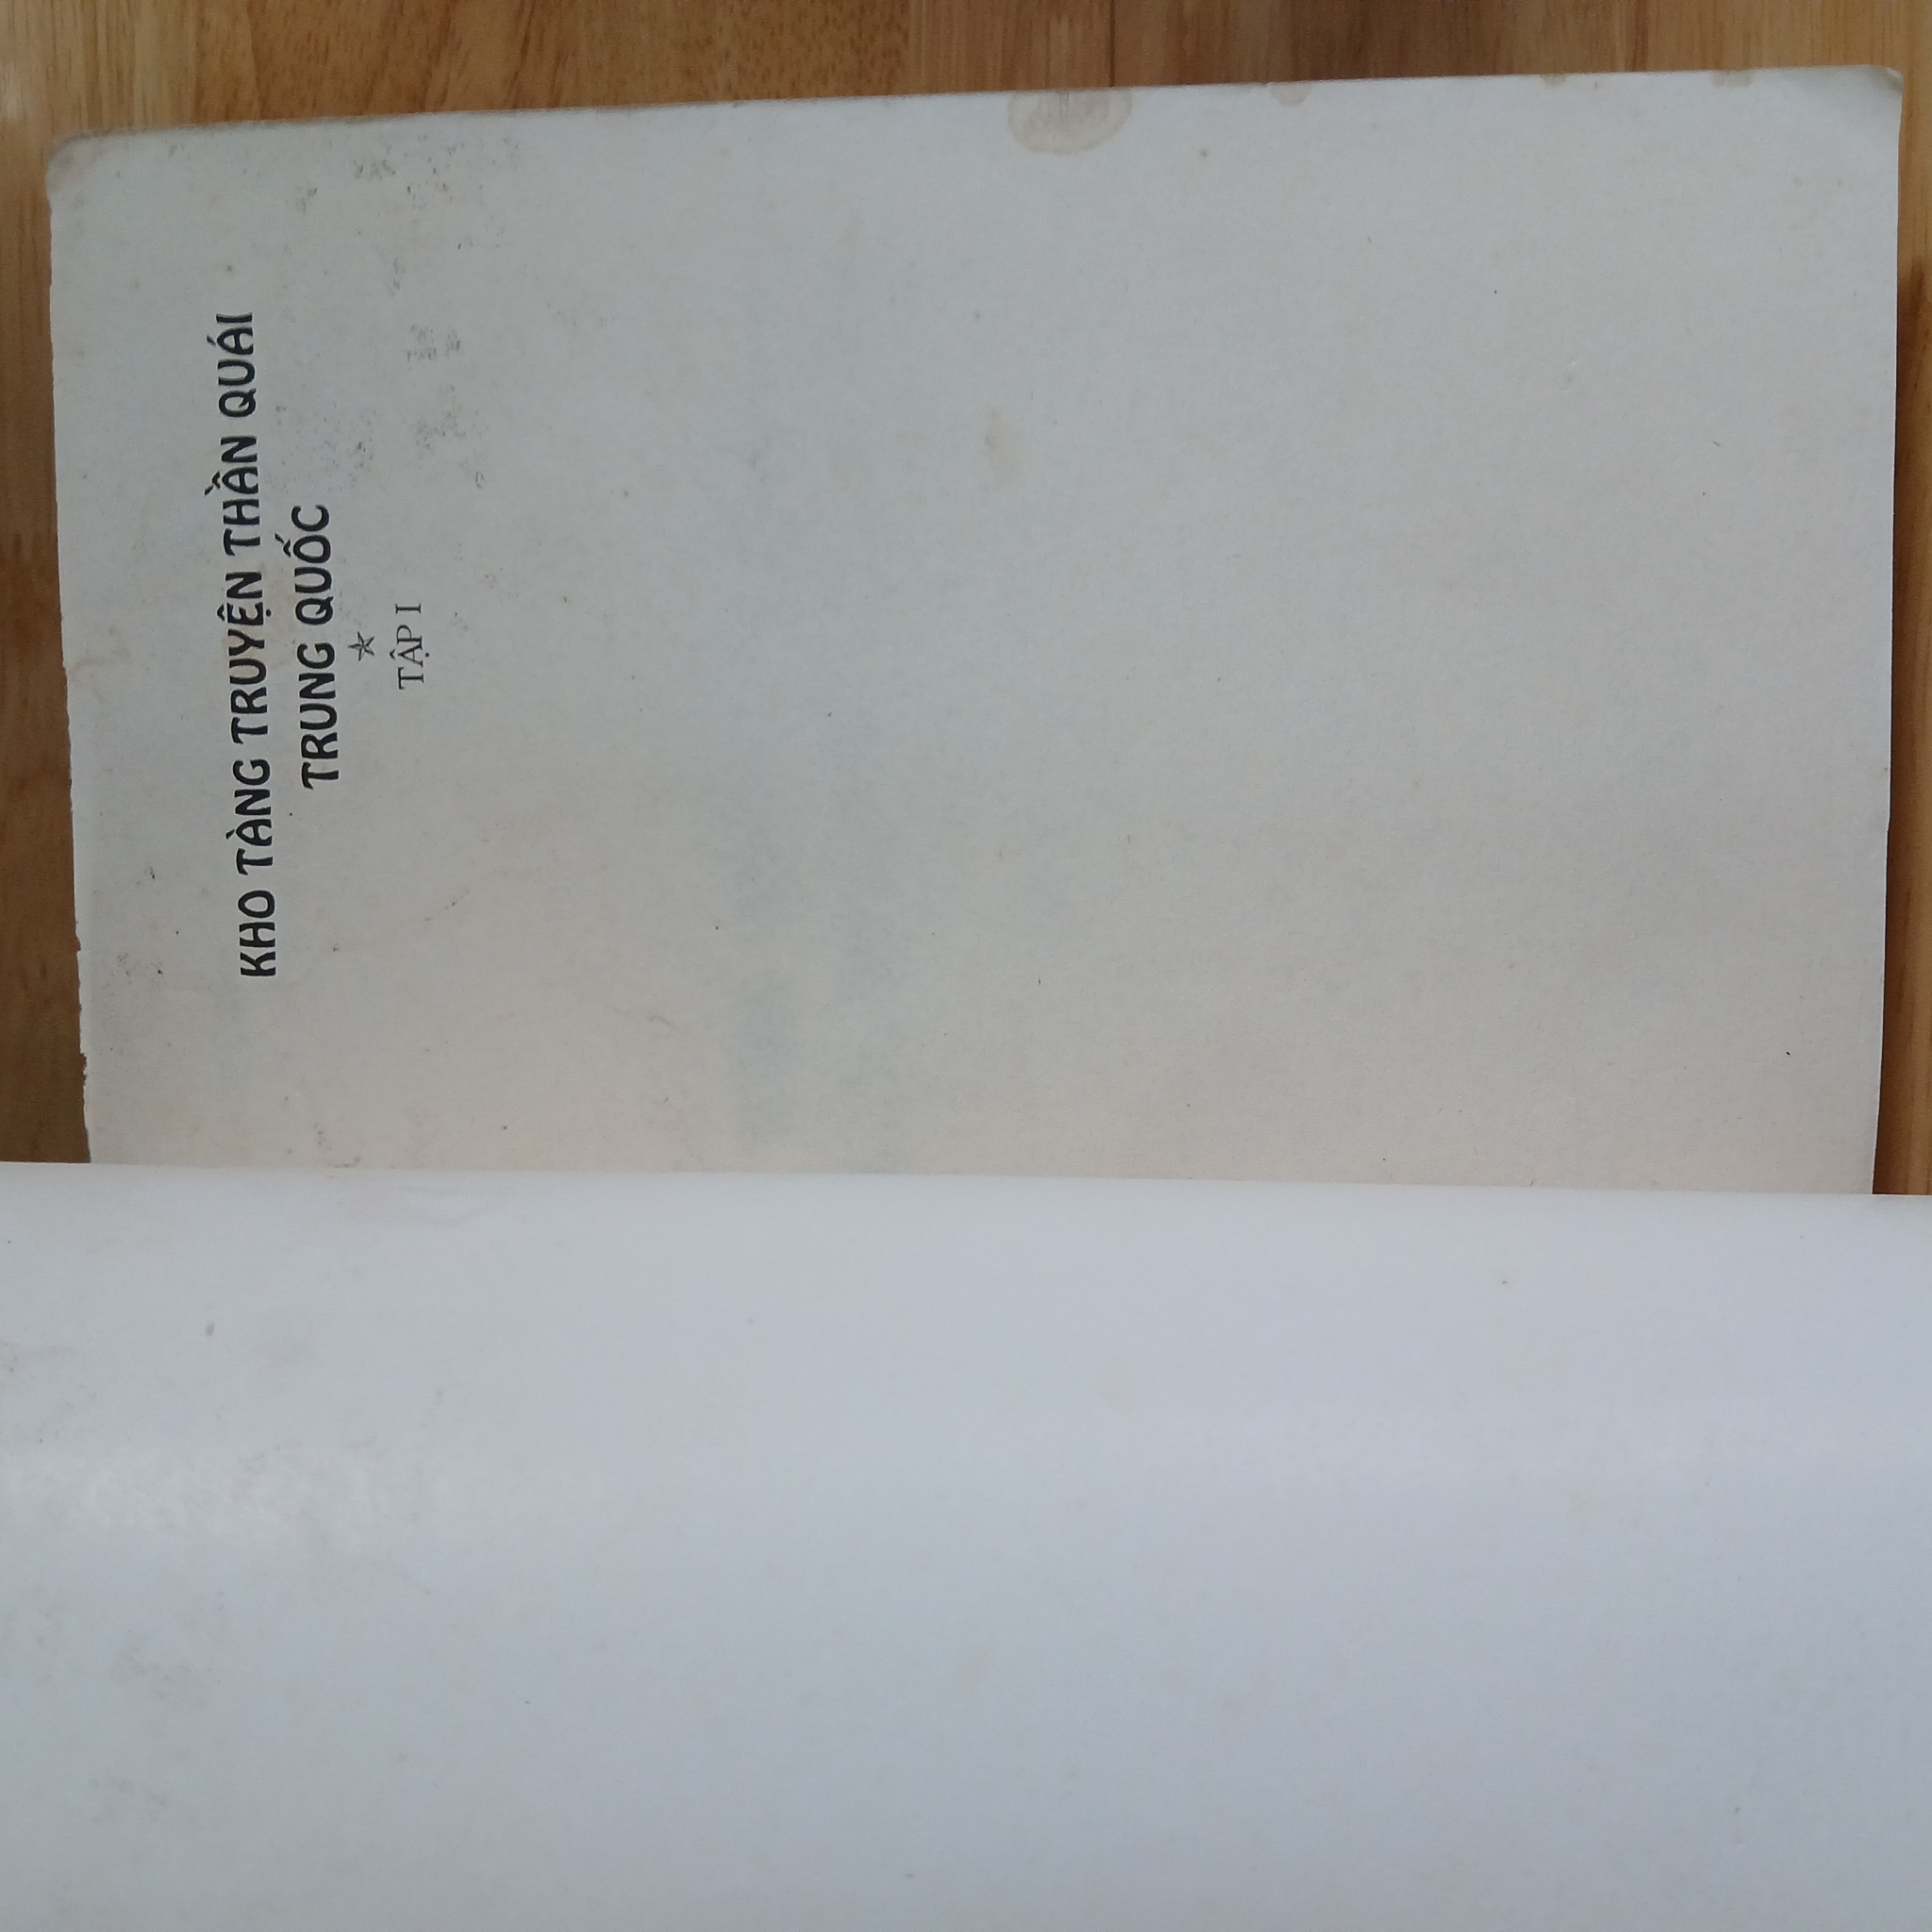 KHO TÀNG TRUYỆN THẦN QUÁI
TRUNG QUỐC
★
TẬP I